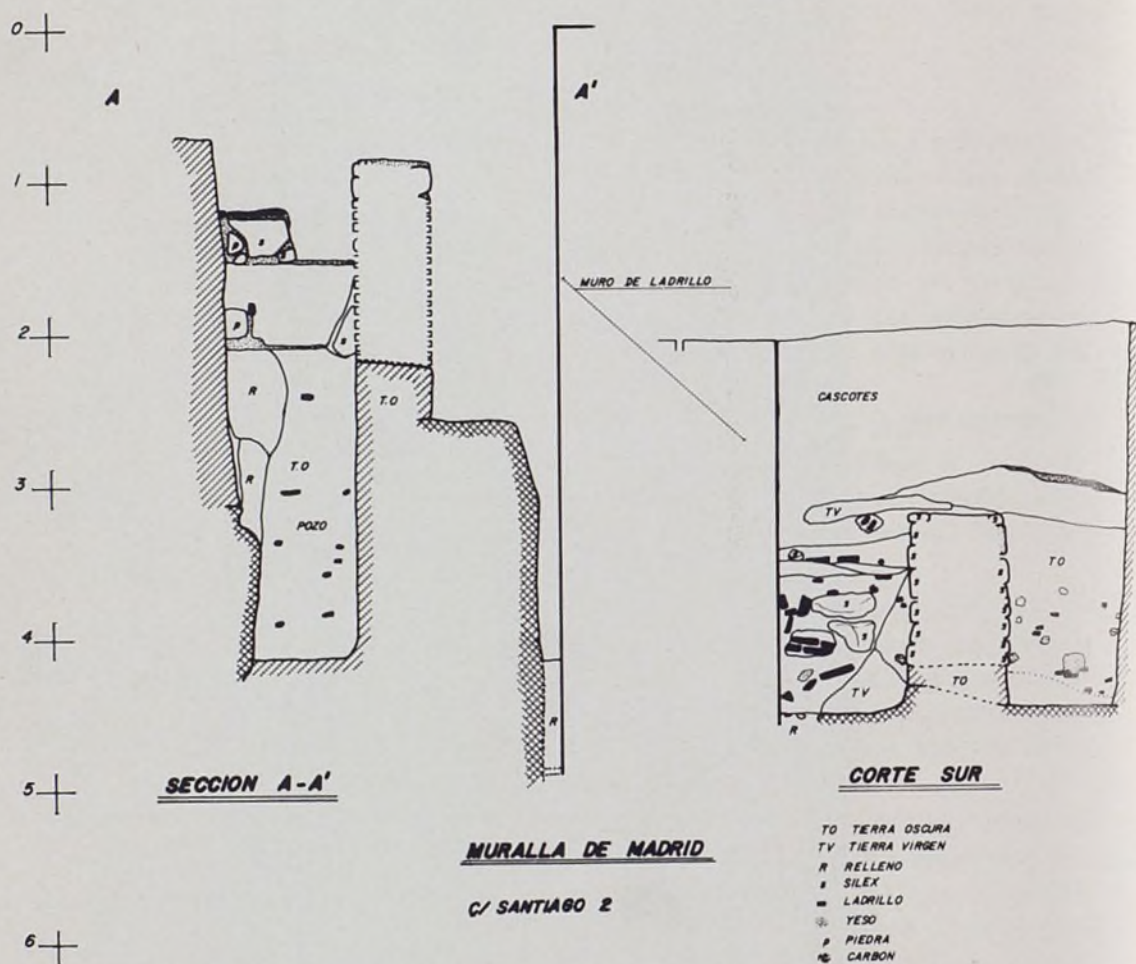 0
A
A'
1
P
S
MURO DE LADRILLO
2
P
S
CASCOTES
R
T.O
3
R
T.O
POZO
TV
TO
4
S
S
TV
TO
R
R
5
SECCION A-A'
CORTE SUR
MURALLA DE MADRID
C/ SANTIAGO 2
TO TIERRA OSCURA
TV TIERRA VIRGEN
R RELLENO
S SILEX
LADRILLO
YESO
P PIEDRA
CARBON
6